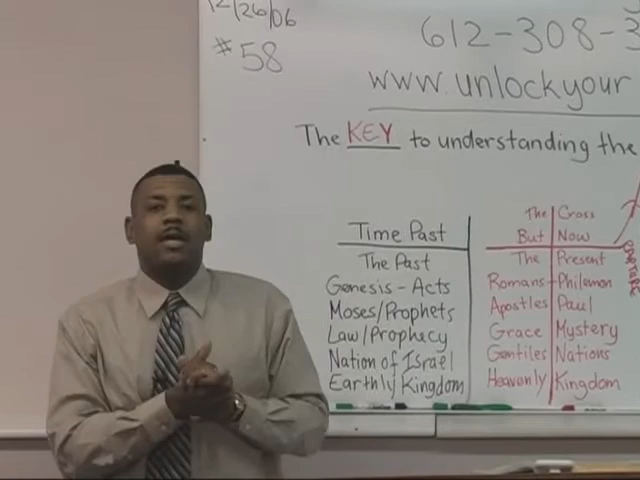 12/26/06
#58
612-308-3
www.unlockyour
The KEY to understanding the
Time Past
The Past
Genesis - Acts
Moses/Prophets
Law/Prophecy
Nation of Israel
Earthly Kingdom
The Cross
But Now
The Present
Romans-Philemon
Apostles Paul
Grace Mystery
Gentiles Nations
Heavenly Kingdom